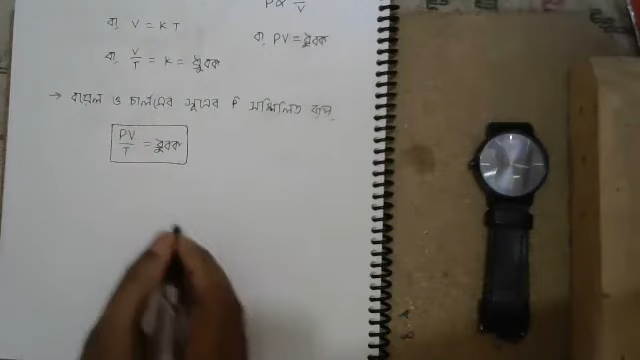 P ∝ 1/V
বা, V = K T
বা, PV = ধ্রুবক
বা, V/T = K = ধ্রুবক
→ বয়েল ও চার্লসের সূত্রের সম্মিলিত রূপ,
PV/T = ধ্রুবক